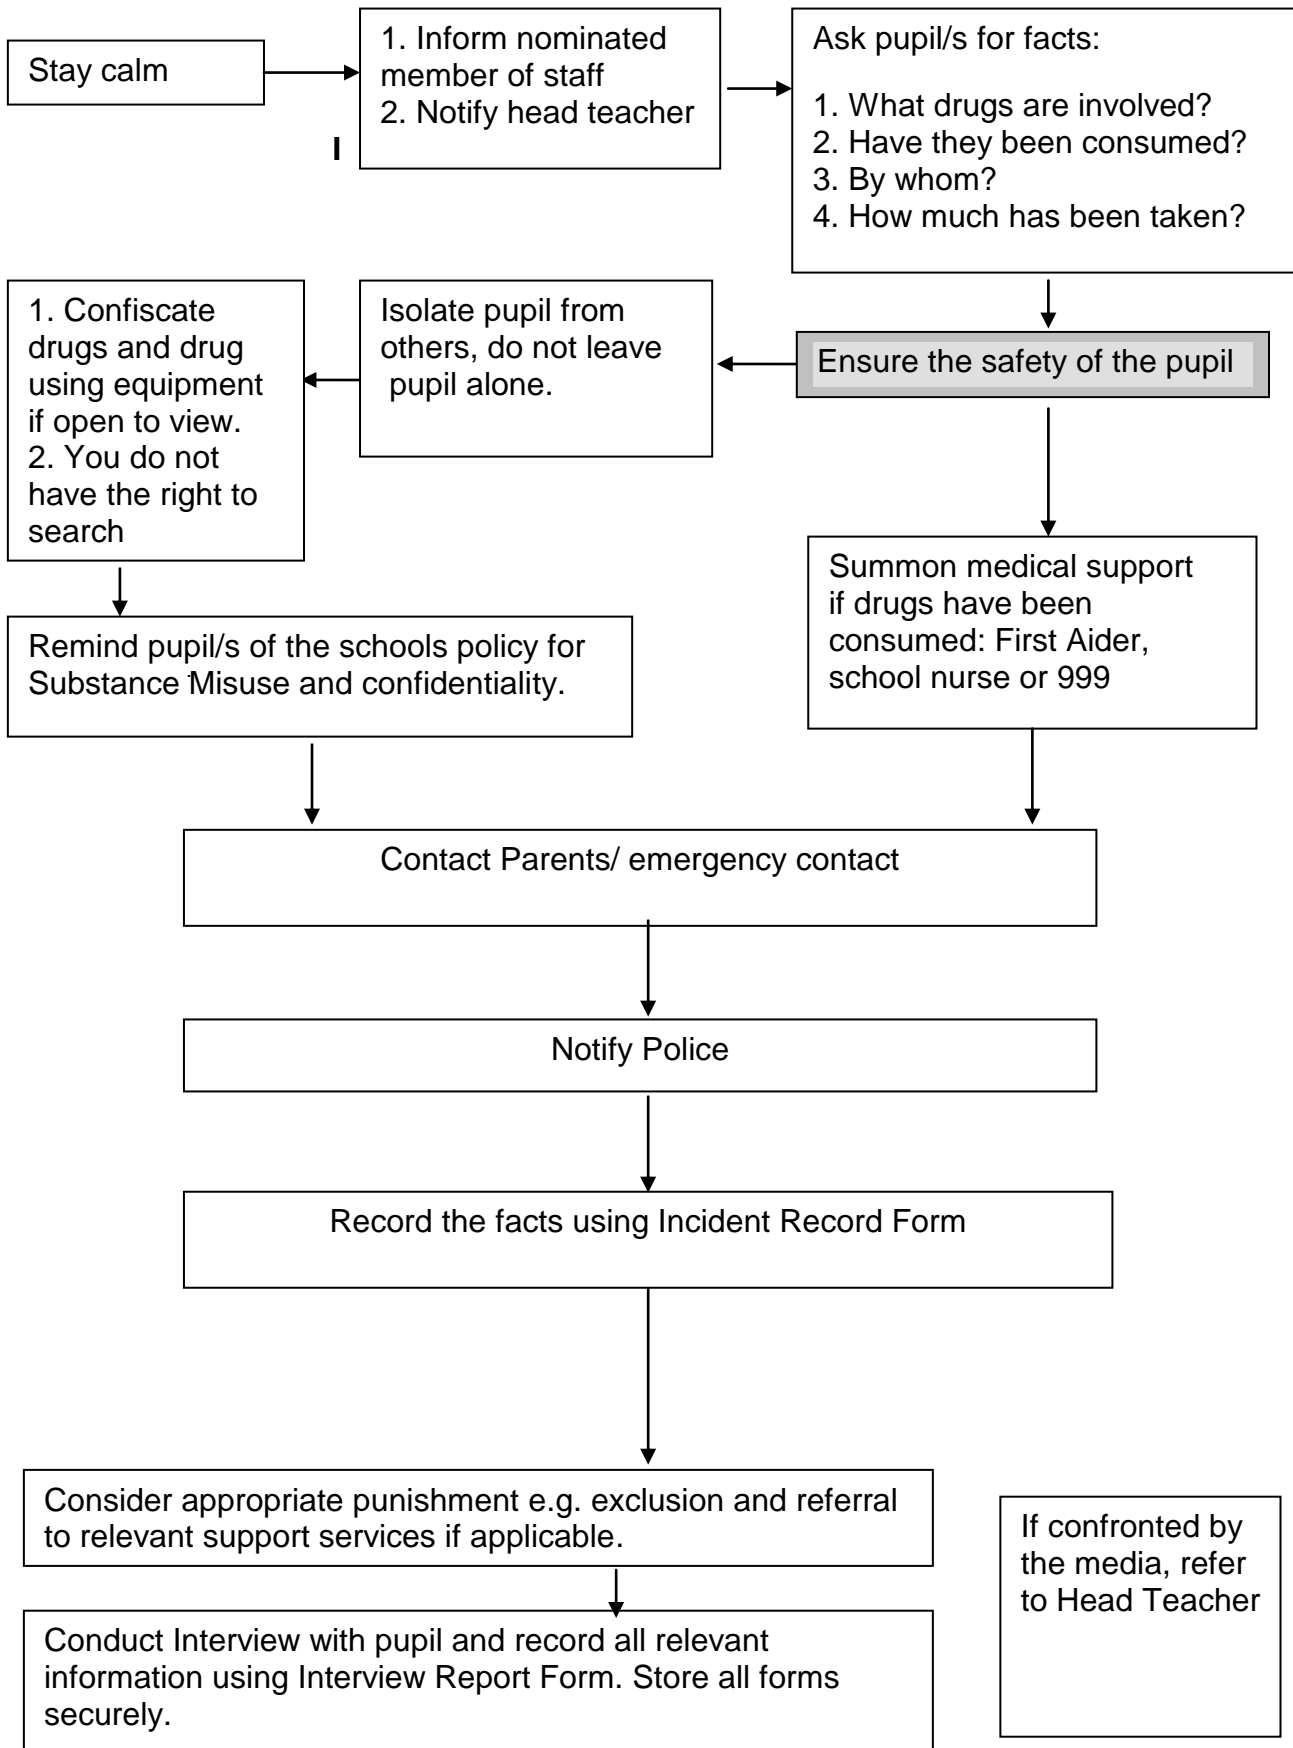 Stay calm
1. Inform nominated
member of staff
2. Notify head teacher
I
Ask pupil/s for facts:
1. What drugs are involved?
2. Have they been consumed?
3. By whom?
4. How much has been taken?
Ensure the safety of the pupil
Isolate pupil from
others, do not leave
pupil alone.
1. Confiscate
drugs and drug
using equipment
if open to view.
2. You do not
have the right to
search
Remind pupil/s of the schools policy for
Substance Misuse and confidentiality.
Summon medical support
if drugs have been
consumed: First Aider,
school nurse or 999
Contact Parents/ emergency contact
Notify Police
Record the facts using Incident Record Form
Consider appropriate punishment e.g. exclusion and referral
to relevant support services if applicable.
Conduct Interview with pupil and record all relevant
information using Interview Report Form. Store all forms
securely.
If confronted by
the media, refer
to Head Teacher